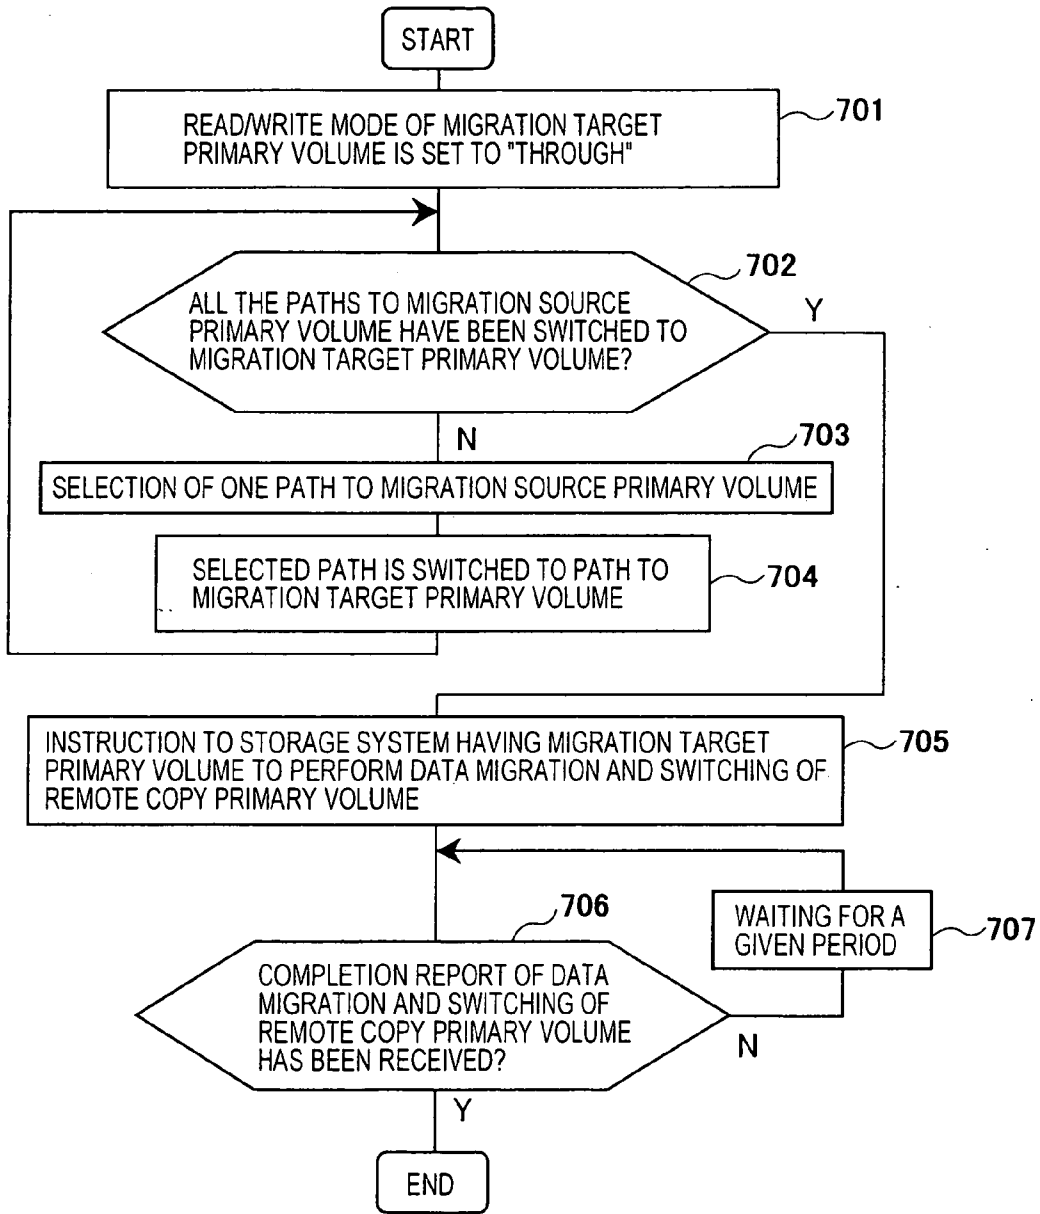 START
READ/WRITE MODE OF MIGRATION TARGET
PRIMARY VOLUME IS SET TO "THROUGH"
701
702
ALL THE PATHS TO MIGRATION SOURCE
PRIMARY VOLUME HAVE BEEN SWITCHED TO
MIGRATION TARGET PRIMARY VOLUME?
Y
N
703
SELECTION OF ONE PATH TO MIGRATION SOURCE PRIMARY VOLUME
SELECTED PATH IS SWITCHED TO PATH TO
MIGRATION TARGET PRIMARY VOLUME
704
INSTRUCTION TO STORAGE SYSTEM HAVING MIGRATION TARGET
PRIMARY VOLUME TO PERFORM DATA MIGRATION AND SWITCHING OF
REMOTE COPY PRIMARY VOLUME
705
706
WAITING FOR A
GIVEN PERIOD
707
COMPLETION REPORT OF DATA
MIGRATION AND SWITCHING OF
REMOTE COPY PRIMARY VOLUME
HAS BEEN RECEIVED?
N
Y
END